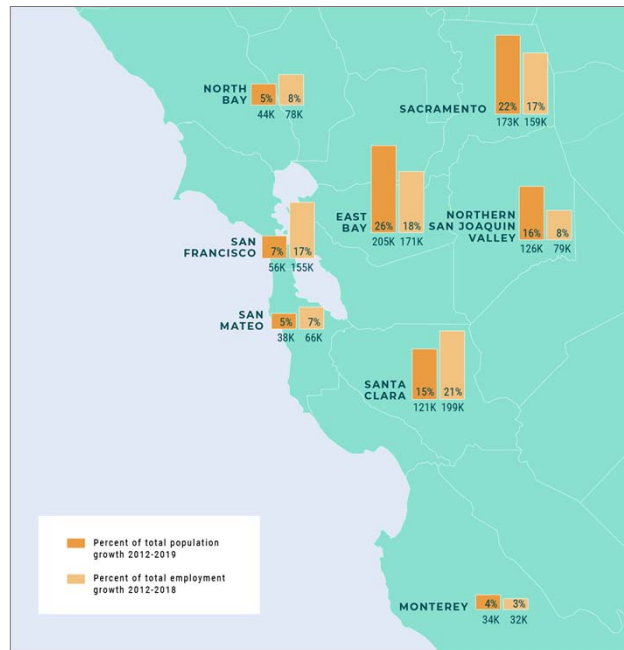 NORTH
BAY
5% 8%
44K 78K
SACRAMENTO
22% 17%
173K 159K
EAST
BAY
26% 18%
205K 171K
NORTHERN
SAN JOAQUIN
VALLEY
16% 8%
126K 79K
SAN
FRANCISCO
7% 17%
56K 155K
SAN
MATEO
5% 7%
38K 66K
SANTA
CLARA
15% 21%
121K 199K
Percent of total population
growth 2012-2019
Percent of total employment
growth 2012-2018
MONTEREY
4% 3%
34K 32K